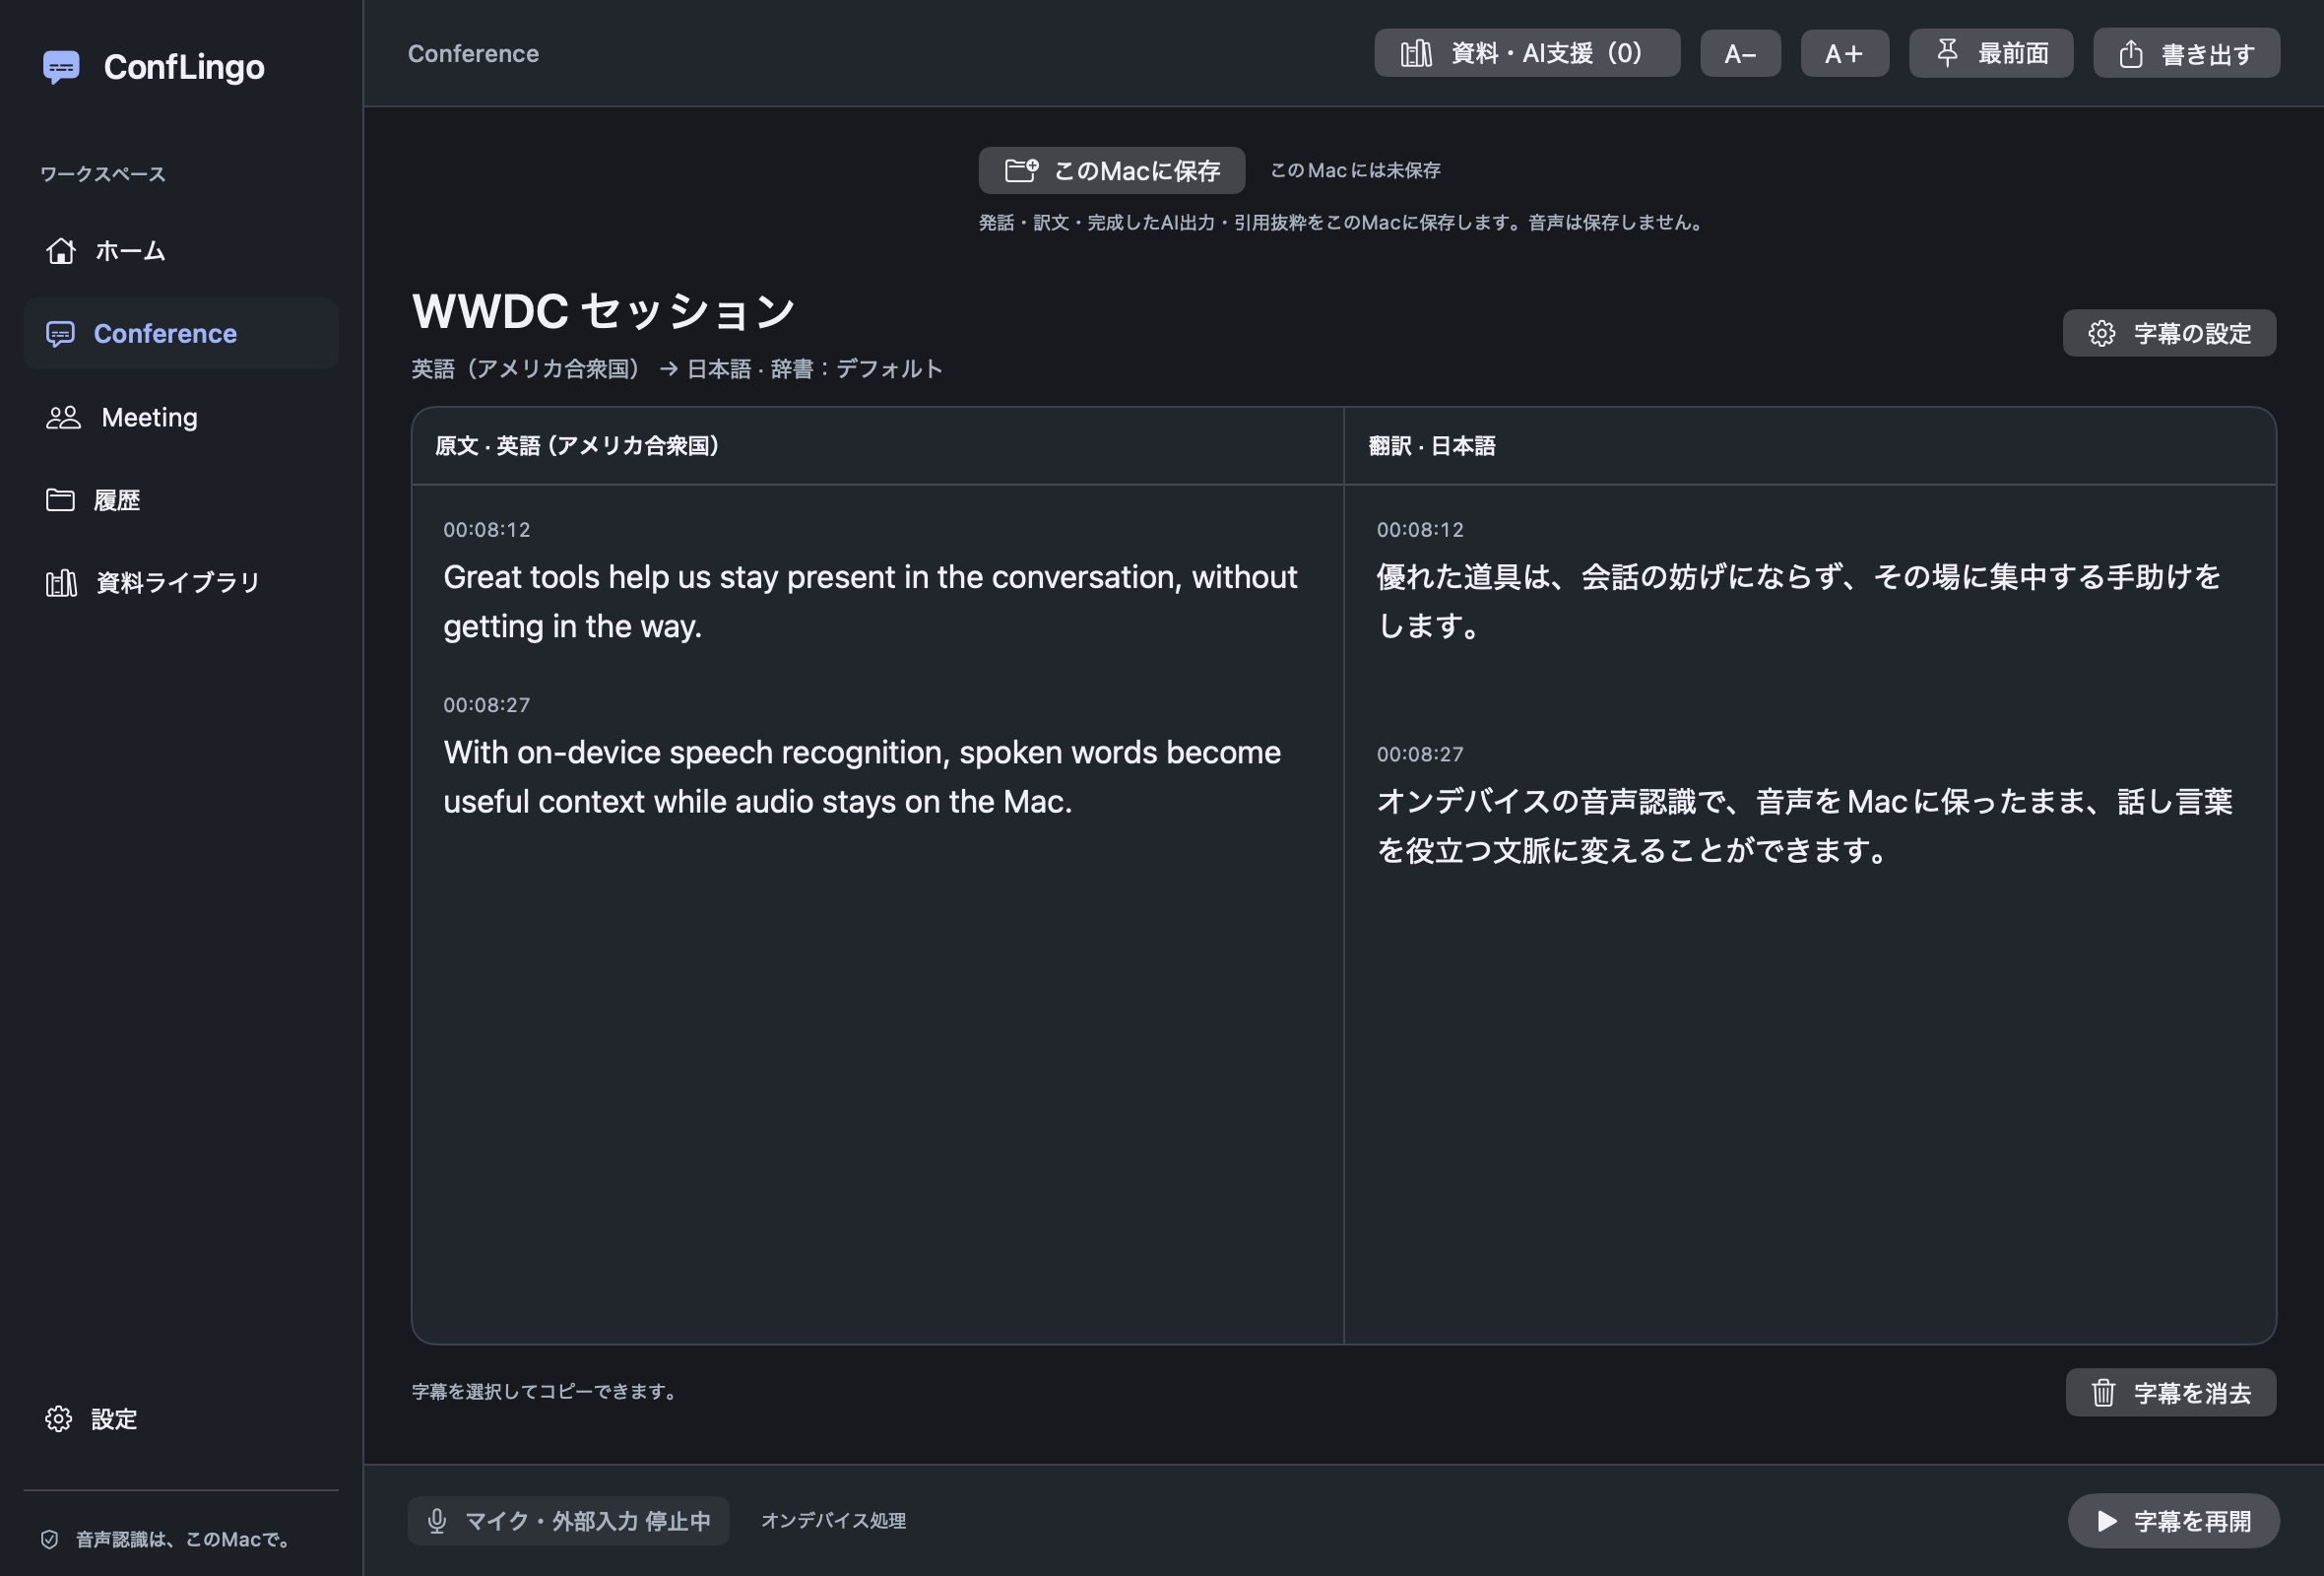 ConfLingo
ワークスペース
ホーム
Conference
Meeting
履歴
資料ライブラリ
設定
音声認識は、このMacで。
Conference
資料・AI支援（0）
A−
A+
最前面
書き出す
このMacに保存
このMacには未保存
発話・訳文・完成したAI出力・引用抜粋をこのMacに保存します。音声は保存しません。
WWDC セッション
英語（アメリカ合衆国） → 日本語 · 辞書：デフォルト
字幕の設定
原文 · 英語 (アメリカ合衆国)
00:08:12
Great tools help us stay present in the conversation, without
getting in the way.
00:08:27
With on-device speech recognition, spoken words become
useful context while audio stays on the Mac.
翻訳 · 日本語
00:08:12
優れた道具は、会話の妨げにならず、その場に集中する手助けを
します。
00:08:27
オンデバイスの音声認識で、音声をMacに保ったまま、話し言葉
を役立つ文脈に変えることができます。
字幕を選択してコピーできます。
字幕を消去
マイク・外部入力 停止中
オンデバイス処理
字幕を再開